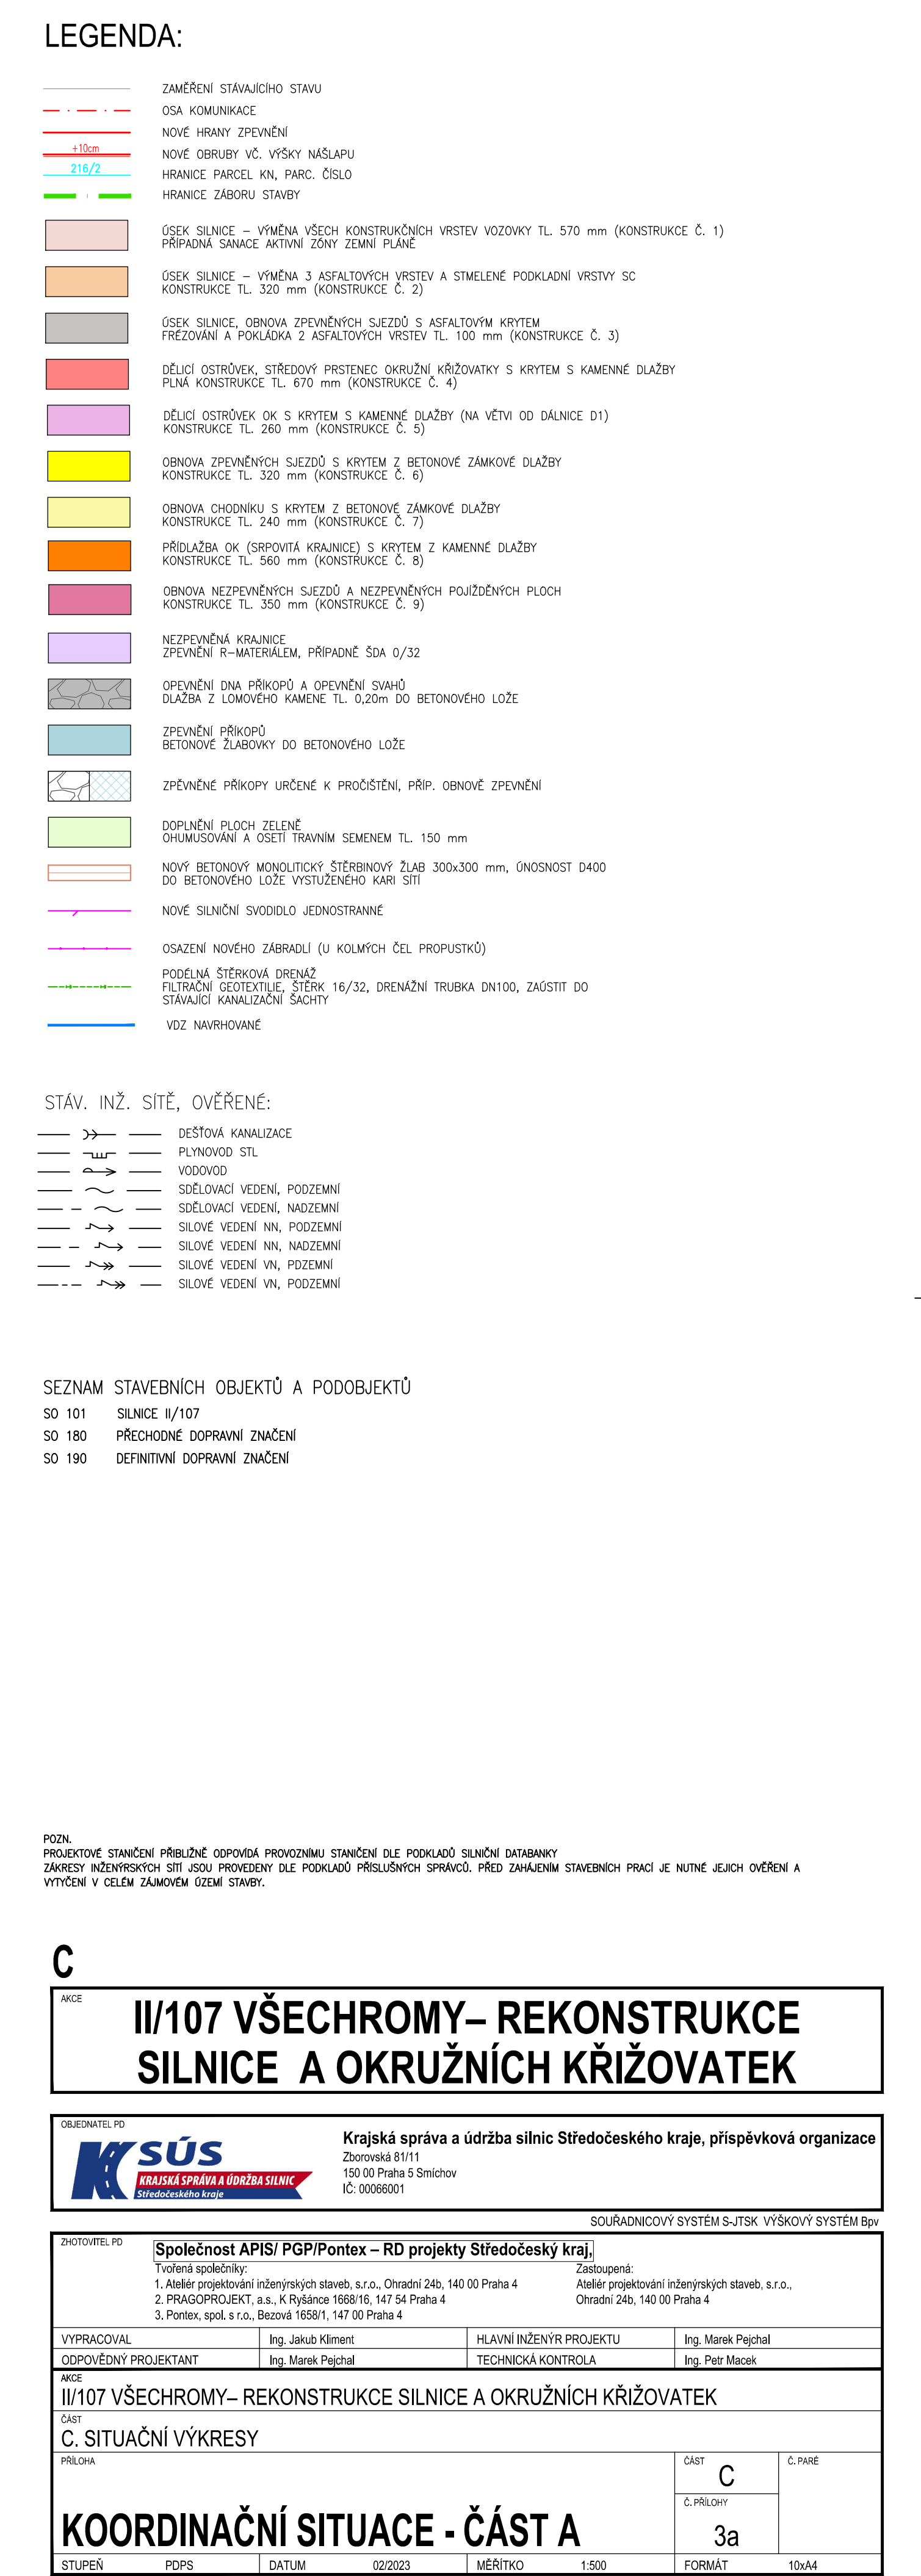 LEGENDA:
ZAMĚŘENÍ STÁVAJÍCÍHO STAVU
OSA KOMUNIKACE
NOVÉ HRANY ZPEVNĚNÍ
+10cm
NOVÉ OBRUBY VČ. VÝŠKY NÁŠLAPU
216/2
HRANICE PARCEL KN, PARC. ČÍSLO
HRANICE ZÁBORU STAVBY
ÚSEK SILNICE – VÝMĚNA VŠECH KONSTRUKČNÍCH VRSTEV VOZOVKY TL. 570 mm (KONSTRUKCE Č. 1)
PŘÍPADNÁ SANACE AKTIVNÍ ZÓNY ZEMNÍ PLÁNĚ
ÚSEK SILNICE – VÝMĚNA 3 ASFALTOVÝCH VRSTEV A STMELENÉ PODKLADNÍ VRSTVY SC
KONSTRUKCE TL. 320 mm (KONSTRUKCE Č. 2)
ÚSEK SILNICE, OBNOVA ZPEVNĚNÝCH SJEZDŮ S ASFALTOVÝM KRYTEM
FRÉZOVÁNÍ A POKLÁDKA 2 ASFALTOVÝCH VRSTEV TL. 100 mm (KONSTRUKCE Č. 3)
DĚLICÍ OSTRŮVEK, STŘEDOVÝ PRSTENEC OKRUŽNÍ KŘIŽOVATKY S KRYTEM S KAMENNÉ DLAŽBY
PLNÁ KONSTRUKCE TL. 670 mm (KONSTRUKCE Č. 4)
DĚLICÍ OSTRŮVEK OK S KRYTEM S KAMENNÉ DLAŽBY (NA VĚTVI OD DÁLNICE D1)
KONSTRUKCE TL. 260 mm (KONSTRUKCE Č. 5)
OBNOVA ZPEVNĚNÝCH SJEZDŮ S KRYTEM Z BETONOVÉ ZÁMKOVÉ DLAŽBY
KONSTRUKCE TL. 320 mm (KONSTRUKCE Č. 6)
OBNOVA CHODNÍKU S KRYTEM Z BETONOVÉ ZÁMKOVÉ DLAŽBY
KONSTRUKCE TL. 240 mm (KONSTRUKCE Č. 7)
PŘÍDLAŽBA OK (SRPOVITÁ KRAJNICE) S KRYTEM Z KAMENNÉ DLAŽBY
KONSTRUKCE TL. 560 mm (KONSTRUKCE Č. 8)
OBNOVA NEZPEVNĚNÝCH SJEZDŮ A NEZPEVNĚNÝCH POJÍŽDĚNÝCH PLOCH
KONSTRUKCE TL. 350 mm (KONSTRUKCE Č. 9)
NEZPEVNĚNÁ KRAJNICE
ZPEVNĚNÍ R–MATERIÁLEM, PŘÍPADNĚ ŠDA 0/32
OPEVNĚNÍ DNA PŘÍKOPŮ A OPEVNĚNÍ SVAHŮ
DLAŽBA Z LOMOVÉHO KAMENE TL. 0,20m DO BETONOVÉHO LOŽE
ZPEVNĚNÍ PŘÍKOPŮ
BETONOVÉ ŽLABOVKY DO BETONOVÉHO LOŽE
ZPĚVNĚNÉ PŘÍKOPY URČENÉ K PROČIŠTĚNÍ, PŘÍP. OBNOVĚ ZPEVNĚNÍ
DOPLNĚNÍ PLOCH ZELENĚ
OHUMUSOVÁNÍ A OSETÍ TRAVNÍM SEMENEM TL. 150 mm
NOVÝ BETONOVÝ MONOLITICKÝ ŠTĚRBINOVÝ ŽLAB 300x300 mm, ÚNOSNOST D400
DO BETONOVÉHO LOŽE VYSTUŽENÉHO KARI SÍTÍ
NOVÉ SILNIČNÍ SVODIDLO JEDNOSTRANNÉ
OSAZENÍ NOVÉHO ZÁBRADLÍ (U KOLMÝCH ČEL PROPUSTKŮ)
PODÉLNÁ ŠTĚRKOVÁ DRENÁŽ
FILTRAČNÍ GEOTEXTILIE, ŠTĚRK 16/32, DRENÁŽNÍ TRUBKA DN100, ZAÚSTIT DO
STÁVAJÍCÍ KANALIZAČNÍ ŠACHTY
VDZ NAVRHOVANÉ
STÁV. INŽ. SÍTĚ, OVĚŘENÉ:
DEŠŤOVÁ KANALIZACE
PLYNOVOD STL
VODOVOD
SDĚLOVACÍ VEDENÍ, PODZEMNÍ
SDĚLOVACÍ VEDENÍ, NADZEMNÍ
SILOVÉ VEDENÍ NN, PODZEMNÍ
SILOVÉ VEDENÍ NN, NADZEMNÍ
SILOVÉ VEDENÍ VN, PDZEMNÍ
SILOVÉ VEDENÍ VN, PODZEMNÍ
SEZNAM STAVEBNÍCH OBJEKTŮ A PODOBJEKTŮ
SO 101 SILNICE II/107
SO 180 PŘECHODNÉ DOPRAVNÍ ZNAČENÍ
SO 190 DEFINITIVNÍ DOPRAVNÍ ZNAČENÍ
POZN.
PROJEKTOVÉ STANIČENÍ PŘIBLIŽNĚ ODPOVÍDÁ PROVOZNÍMU STANIČENÍ DLE PODKLADŮ SILNIČNÍ DATABANKY
ZÁKRESY INŽENÝRSKÝCH SÍTÍ JSOU PROVEDENY DLE PODKLADŮ PŘÍSLUŠNÝCH SPRÁVCŮ. PŘED ZAHÁJENÍM STAVEBNÍCH PRACÍ JE NUTNÉ JEJICH OVĚŘENÍ A
VYTYČENÍ V CELÉM ZÁJMOVÉM ÚZEMÍ STAVBY.
C
AKCE
II/107 VŠECHROMY– REKONSTRUKCE
SILNICE A OKRUŽNÍCH KŘIŽOVATEK
OBJEDNATEL PD
K SÚS
KRAJSKÁ SPRÁVA A ÚDRŽBA SILNIC
Středočeského kraje
Krajská správa a údržba silnic Středočeského kraje, příspěvková organizace
Zborovská 81/11
150 00 Praha 5 Smíchov
IČ: 00066001
SOUŘADNICOVÝ SYSTÉM S-JTSK VÝŠKOVÝ SYSTÉM Bpv
ZHOTOVITEL PD
Společnost APIS/ PGP/Pontex – RD projekty Středočeský kraj,
Tvořená společníky:
1. Ateliér projektování inženýrských staveb, s.r.o., Ohradní 24b, 140 00 Praha 4
2. PRAGOPROJEKT, a.s., K Ryšánce 1668/16, 147 54 Praha 4
3. Pontex, spol. s r.o., Bezová 1658/1, 147 00 Praha 4
Zastoupená:
Ateliér projektování inženýrských staveb, s.r.o.,
Ohradní 24b, 140 00 Praha 4
VYPRACOVAL Ing. Jakub Kliment HLAVNÍ INŽENÝR PROJEKTU Ing. Marek Pejchal
ODPOVĚDNÝ PROJEKTANT Ing. Marek Pejchal TECHNICKÁ KONTROLA Ing. Petr Macek
AKCE
II/107 VŠECHROMY– REKONSTRUKCE SILNICE A OKRUŽNÍCH KŘIŽOVATEK
ČÁST
C. SITUAČNÍ VÝKRESY
PŘÍLOHA
KOORDINAČNÍ SITUACE - ČÁST A
ČÁST
C
Č. PŘÍLOHY
3a
Č. PARÉ
STUPEŇ PDPS DATUM 02/2023 MĚŘÍTKO 1:500 FORMÁT 10xA4